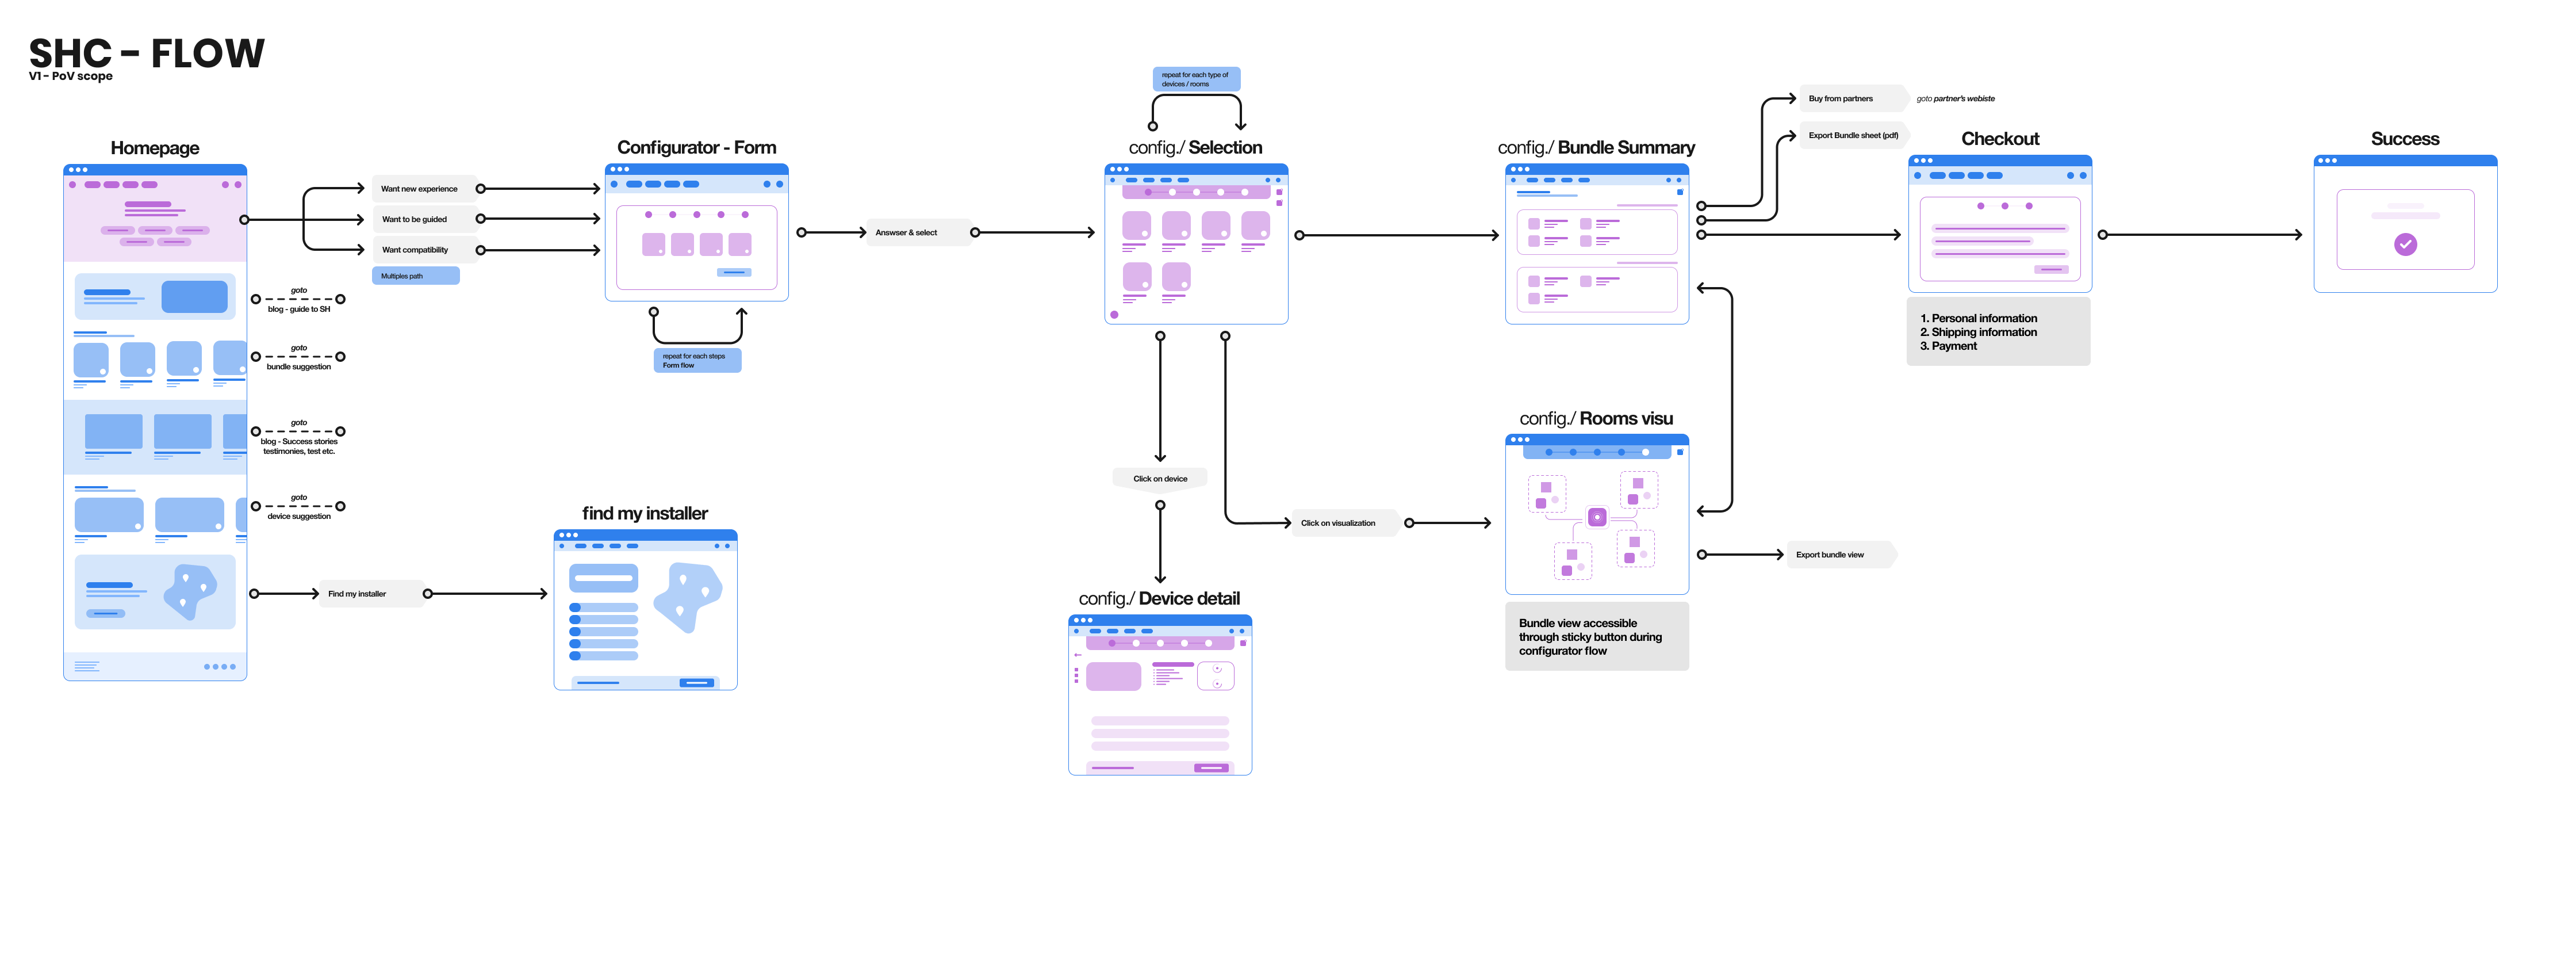 SHC - FLOW
V1 - PoV scope
Homepage
Want new experience
Want to be guided
Want compatibility
Multiples path
goto
blog - guide to SH
goto
bundle suggestion
goto
blog - Success stories
testimonies, test etc.
goto
device suggestion
Find my installer
find my installer
Configurator - Form
repeat for each steps
Form flow
Answser & select
repeat for each type of
devices / rooms
config./ Selection
Click on device
config./ Device detail
Click on visualization
config./ Bundle Summary
config./ Rooms visu
Bundle view accessible
through sticky button during
configurator flow
Export bundle view
Buy from partners
goto partner's webiste
Export Bundle sheet (pdf)
Checkout
1. Personal information
2. Shipping information
3. Payment
Success